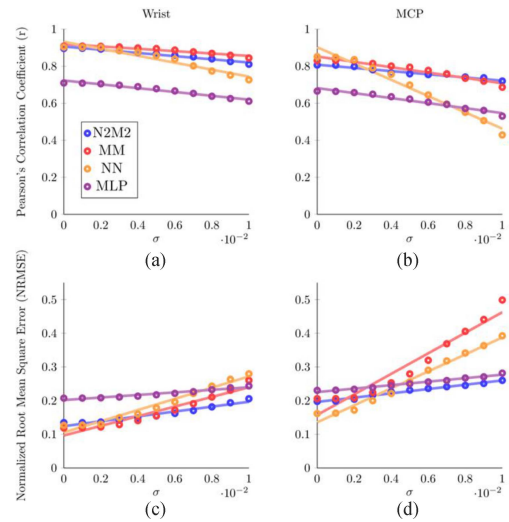 Wrist
MCP
Pearson's Correlation Coefficient (r)
1
0.8
0.6
0.4
0.2
0
N2M2
MM
NN
MLP
0 0.2 0.4 0.6 0.8 1
σ
·10⁻²
(a)
1
0.8
0.6
0.4
0.2
0
0 0.2 0.4 0.6 0.8 1
σ
·10⁻²
(b)
Normalized Root Mean Square Error (NRMSE)
0.5
0.4
0.3
0.2
0.1
0
0 0.2 0.4 0.6 0.8 1
σ
·10⁻²
(c)
0.5
0.4
0.3
0.2
0.1
0
0 0.2 0.4 0.6 0.8 1
σ
·10⁻²
(d)